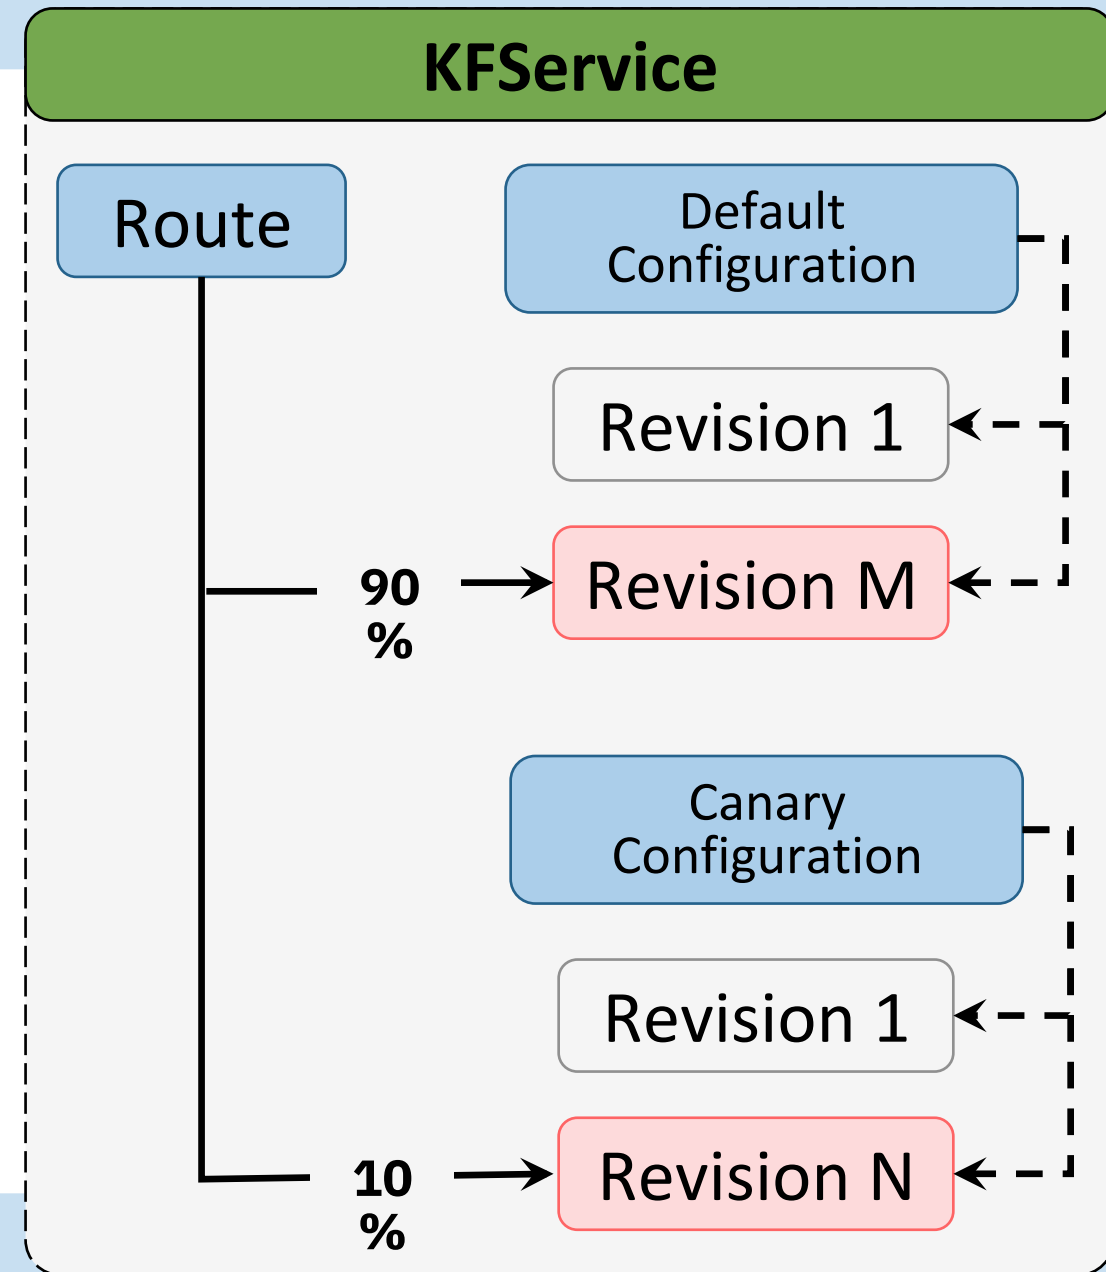 KFService
Route
Default
Configuration
Revision 1
90
%
Revision M
Canary
Configuration
Revision 1
10
%
Revision N